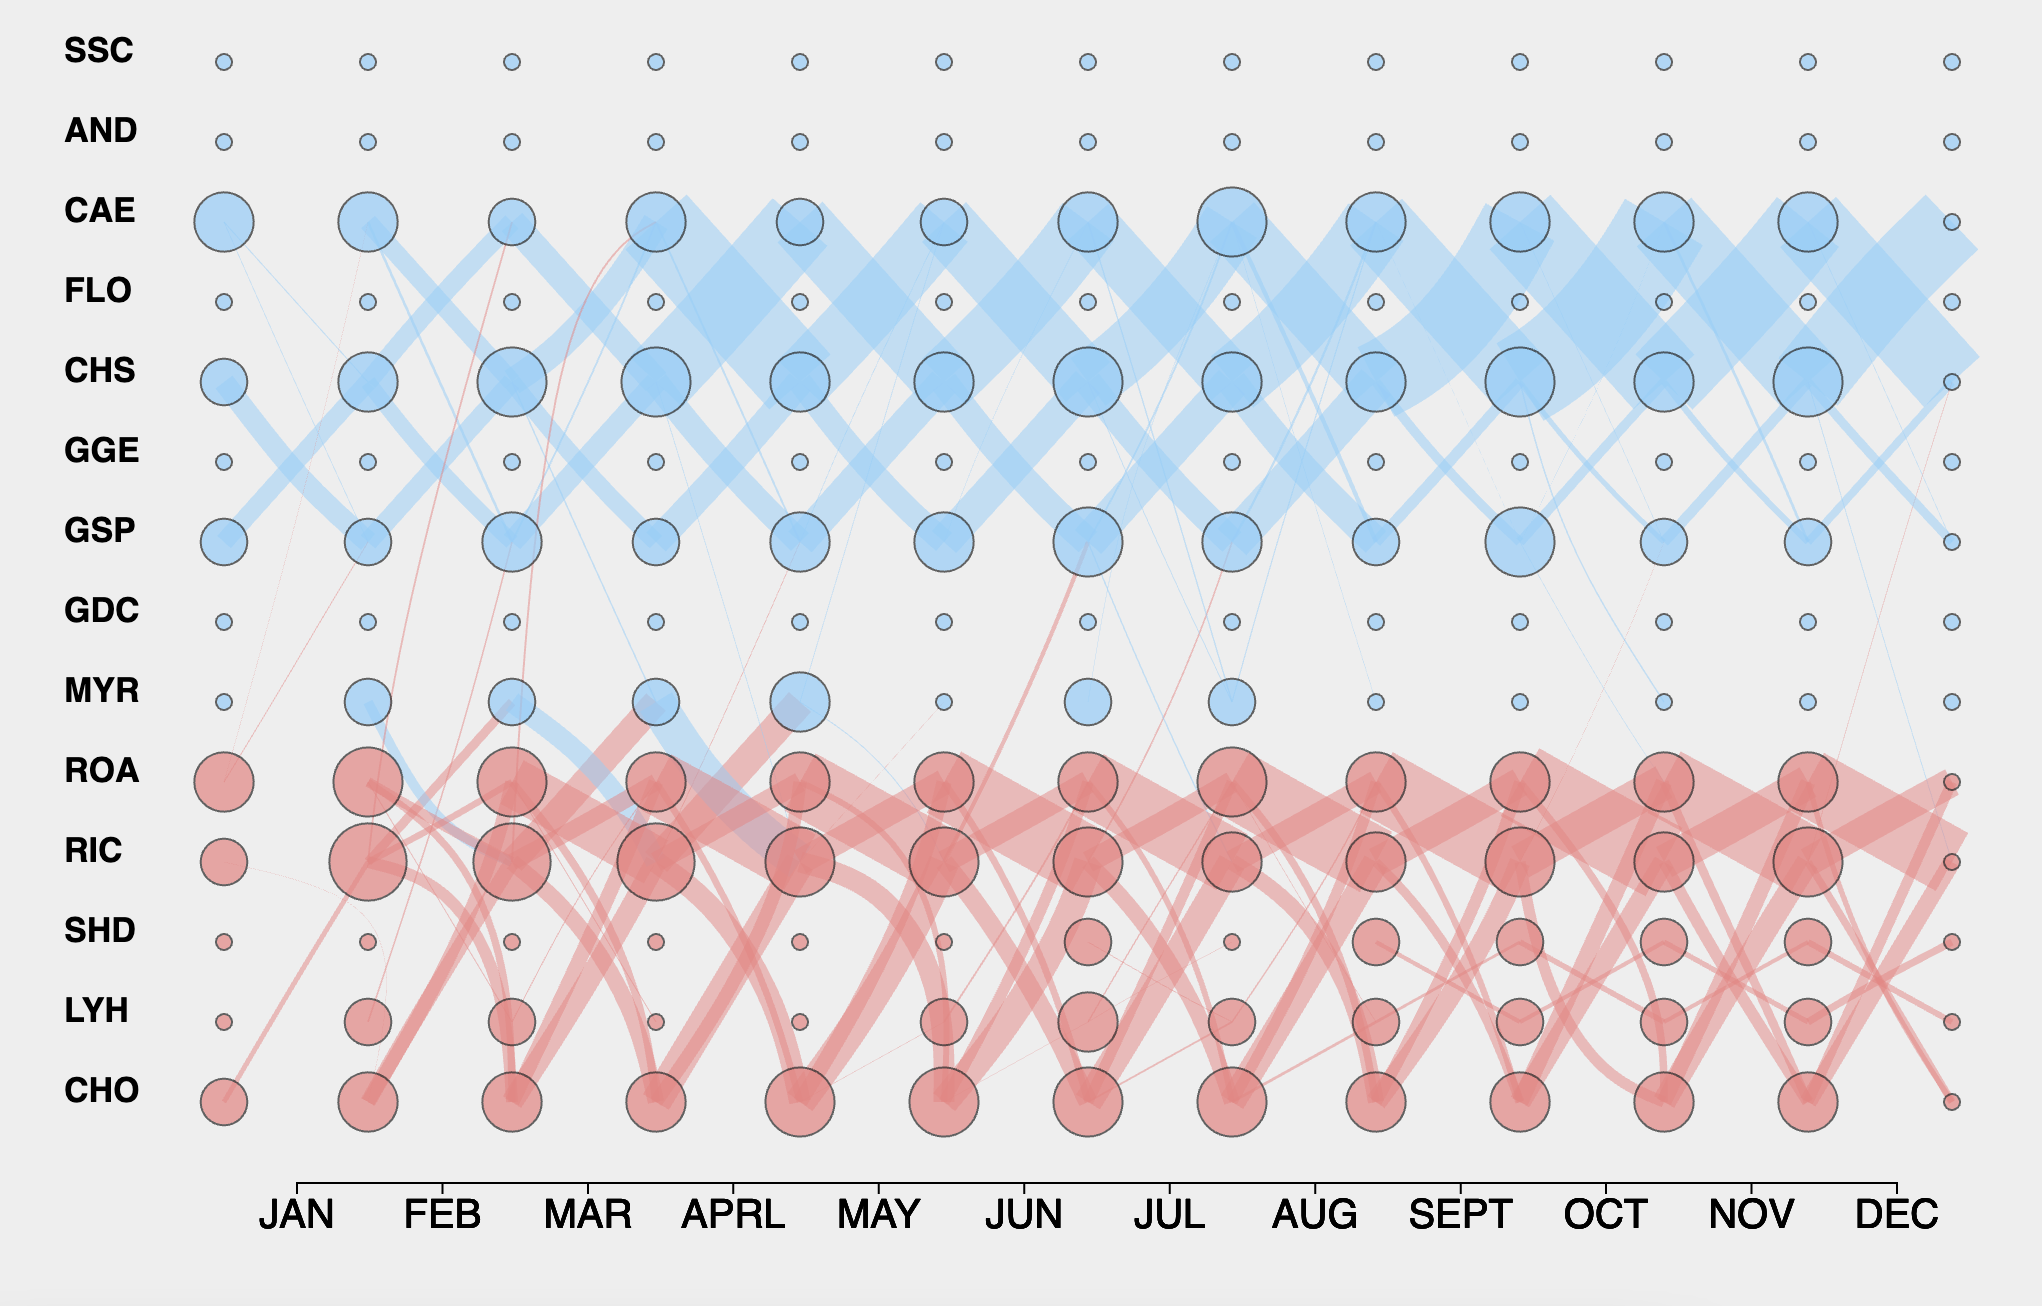 SSC
AND
CAE
FLO
CHS
GGE
GSP
GDC
MYR
ROA
RIC
SHD
LYH
CHO
JAN FEB MAR APRL MAY JUN JUL AUG SEPT OCT NOV DEC